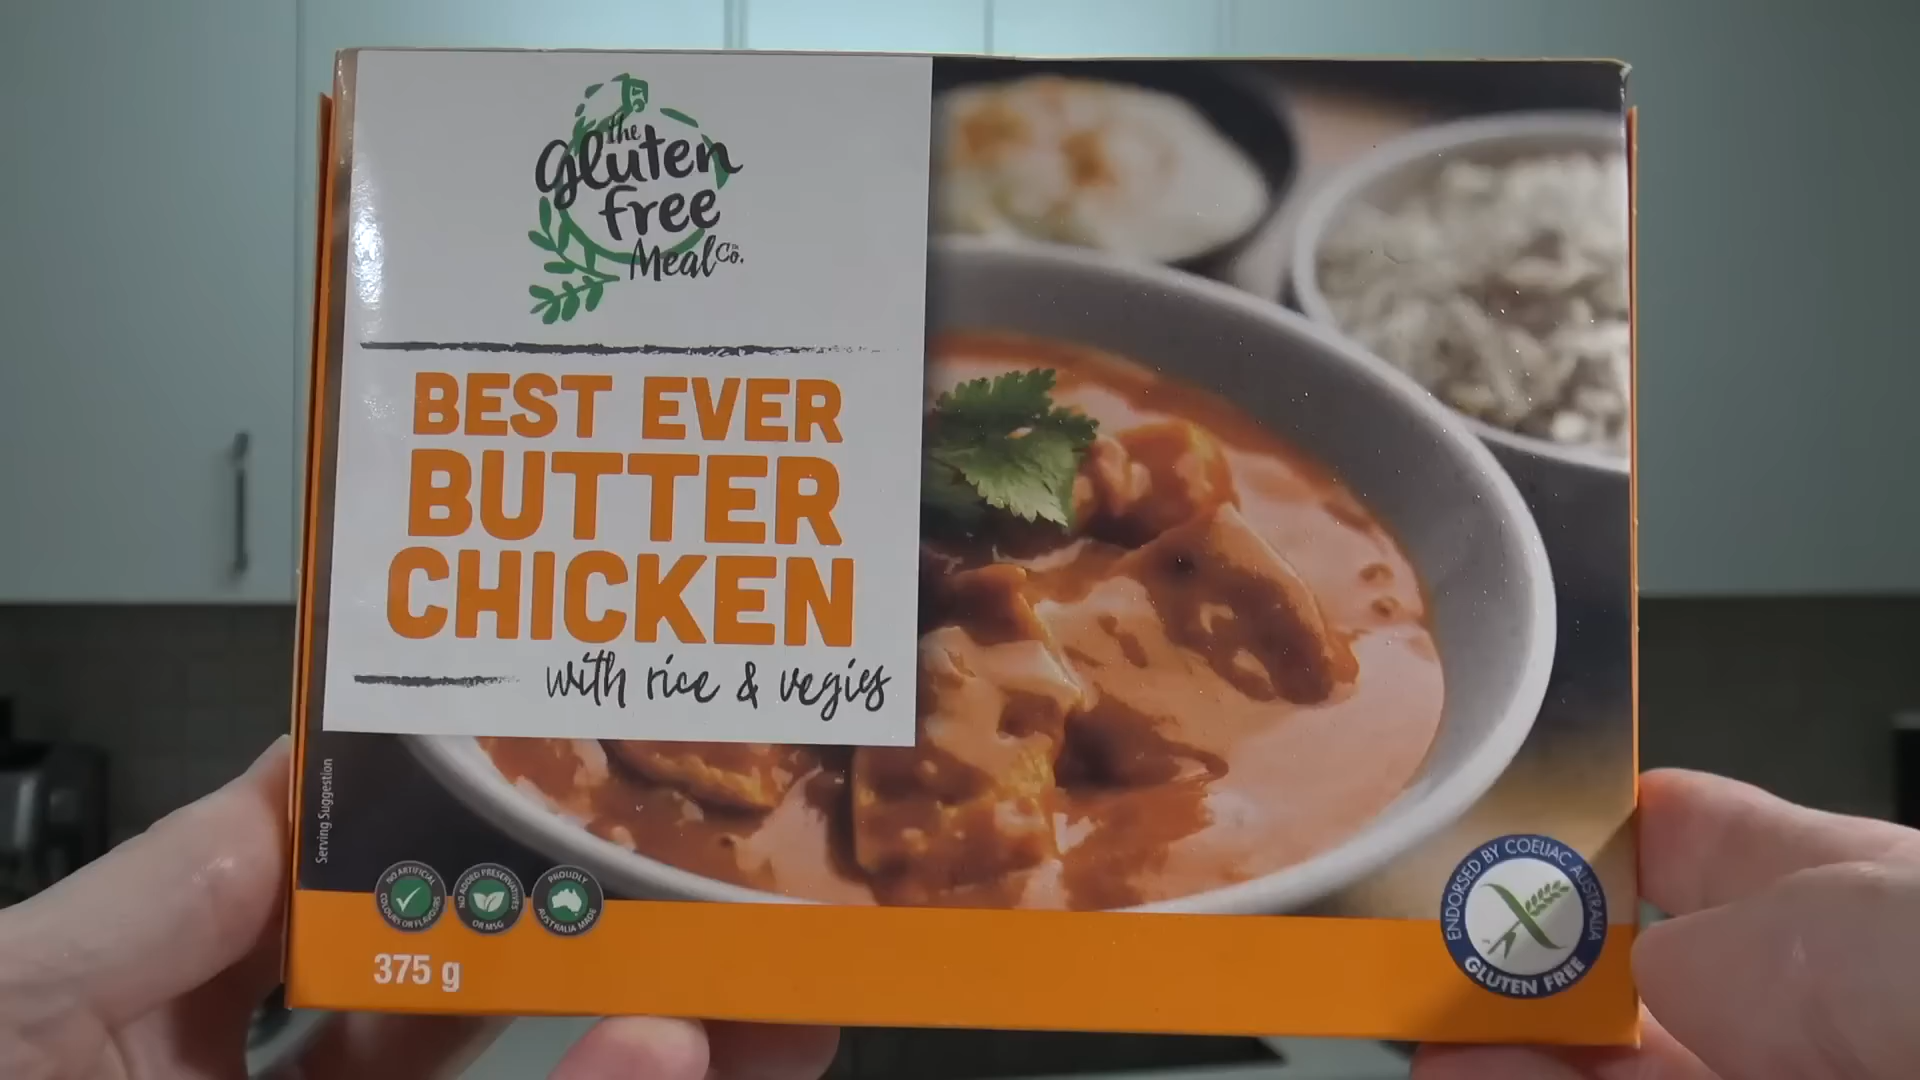 the
gluten
free
Meal Co.
BEST EVER
BUTTER
CHICKEN
with rice & vegies
Serving Suggestion
NO ARTIFICIAL
COLOURS OR FLAVOURS
NO ADDED PRESERVATIVES
OR MSG
PROUDLY
AUSTRALIA MADE
375 g
ENDORSED BY COELIAC AUSTRALIA
GLUTEN FREE